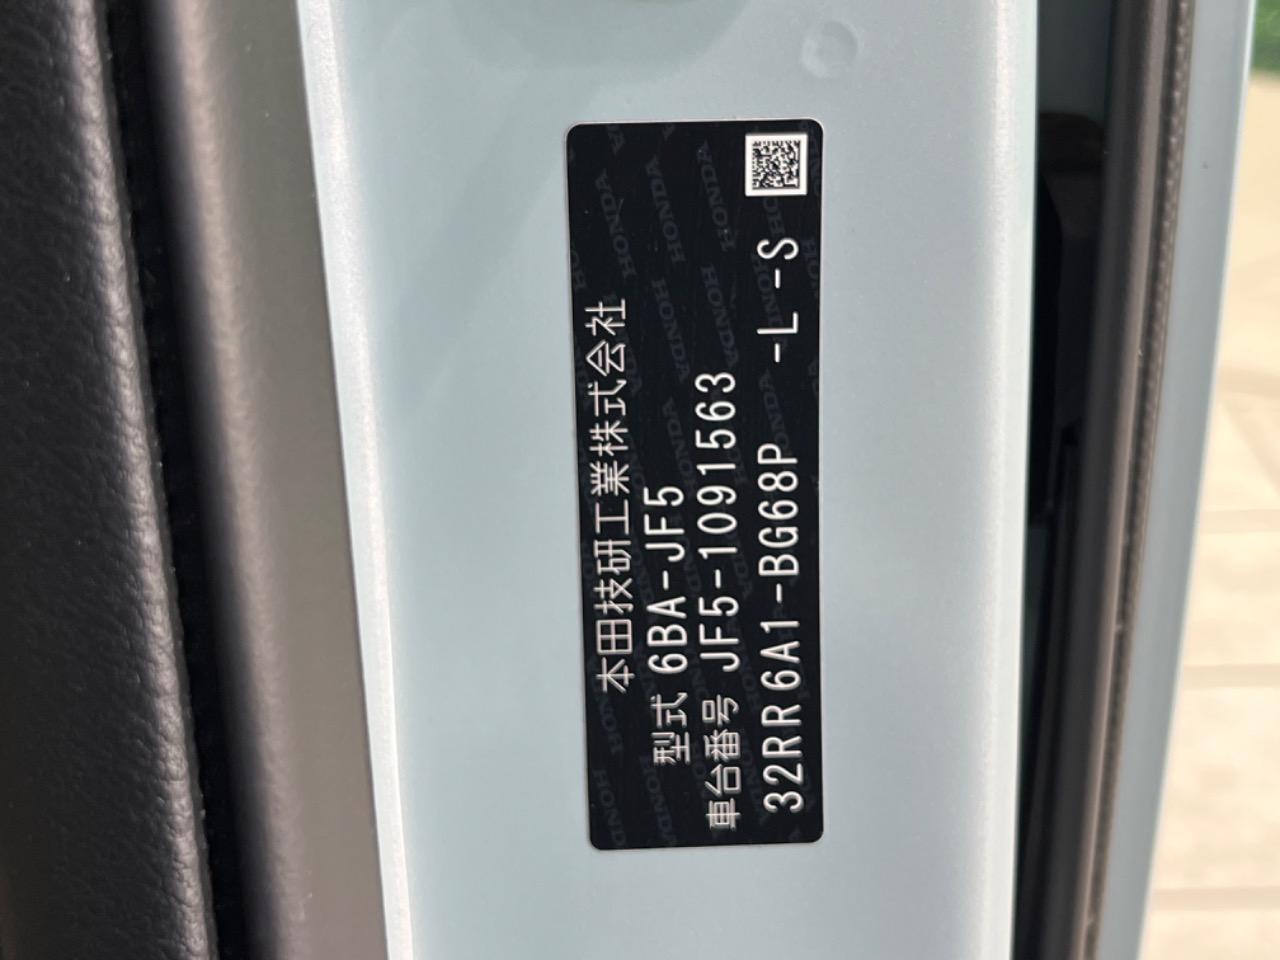 本田技研工業株式会社
型式 6BA-JF5
車台番号 JF5-1091563
32RR6A1-BG68P -L -S